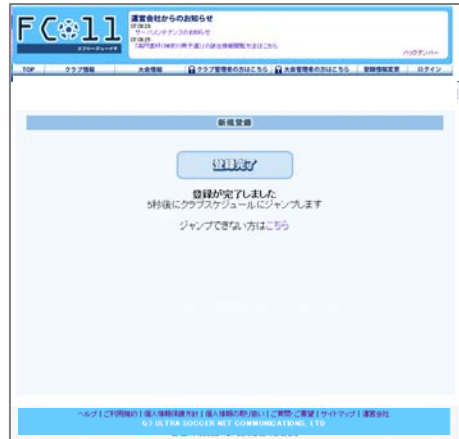 FC@11
運営会社からのお知らせ
07.08.29
サーバメンテナンスのお知らせ
07.08.25
バックナンバー
TOP
クラブ情報
大会情報
クラブ管理者の方はこちら
大会管理者の方はこちら
登録情報変更
ログイン
新規登録
登録完了
登録が完了しました
5秒後にクラブスケジュールにジャンプします
ジャンプできない方はこちら
ヘルプ | ご利用規約 | 個人情報保護方針 | 個人情報の取り扱い | ご質問・ご要望 | サイトマップ | 運営会社
(c) ULTRA SOCCER NET COMMUNICATIONS, LTD